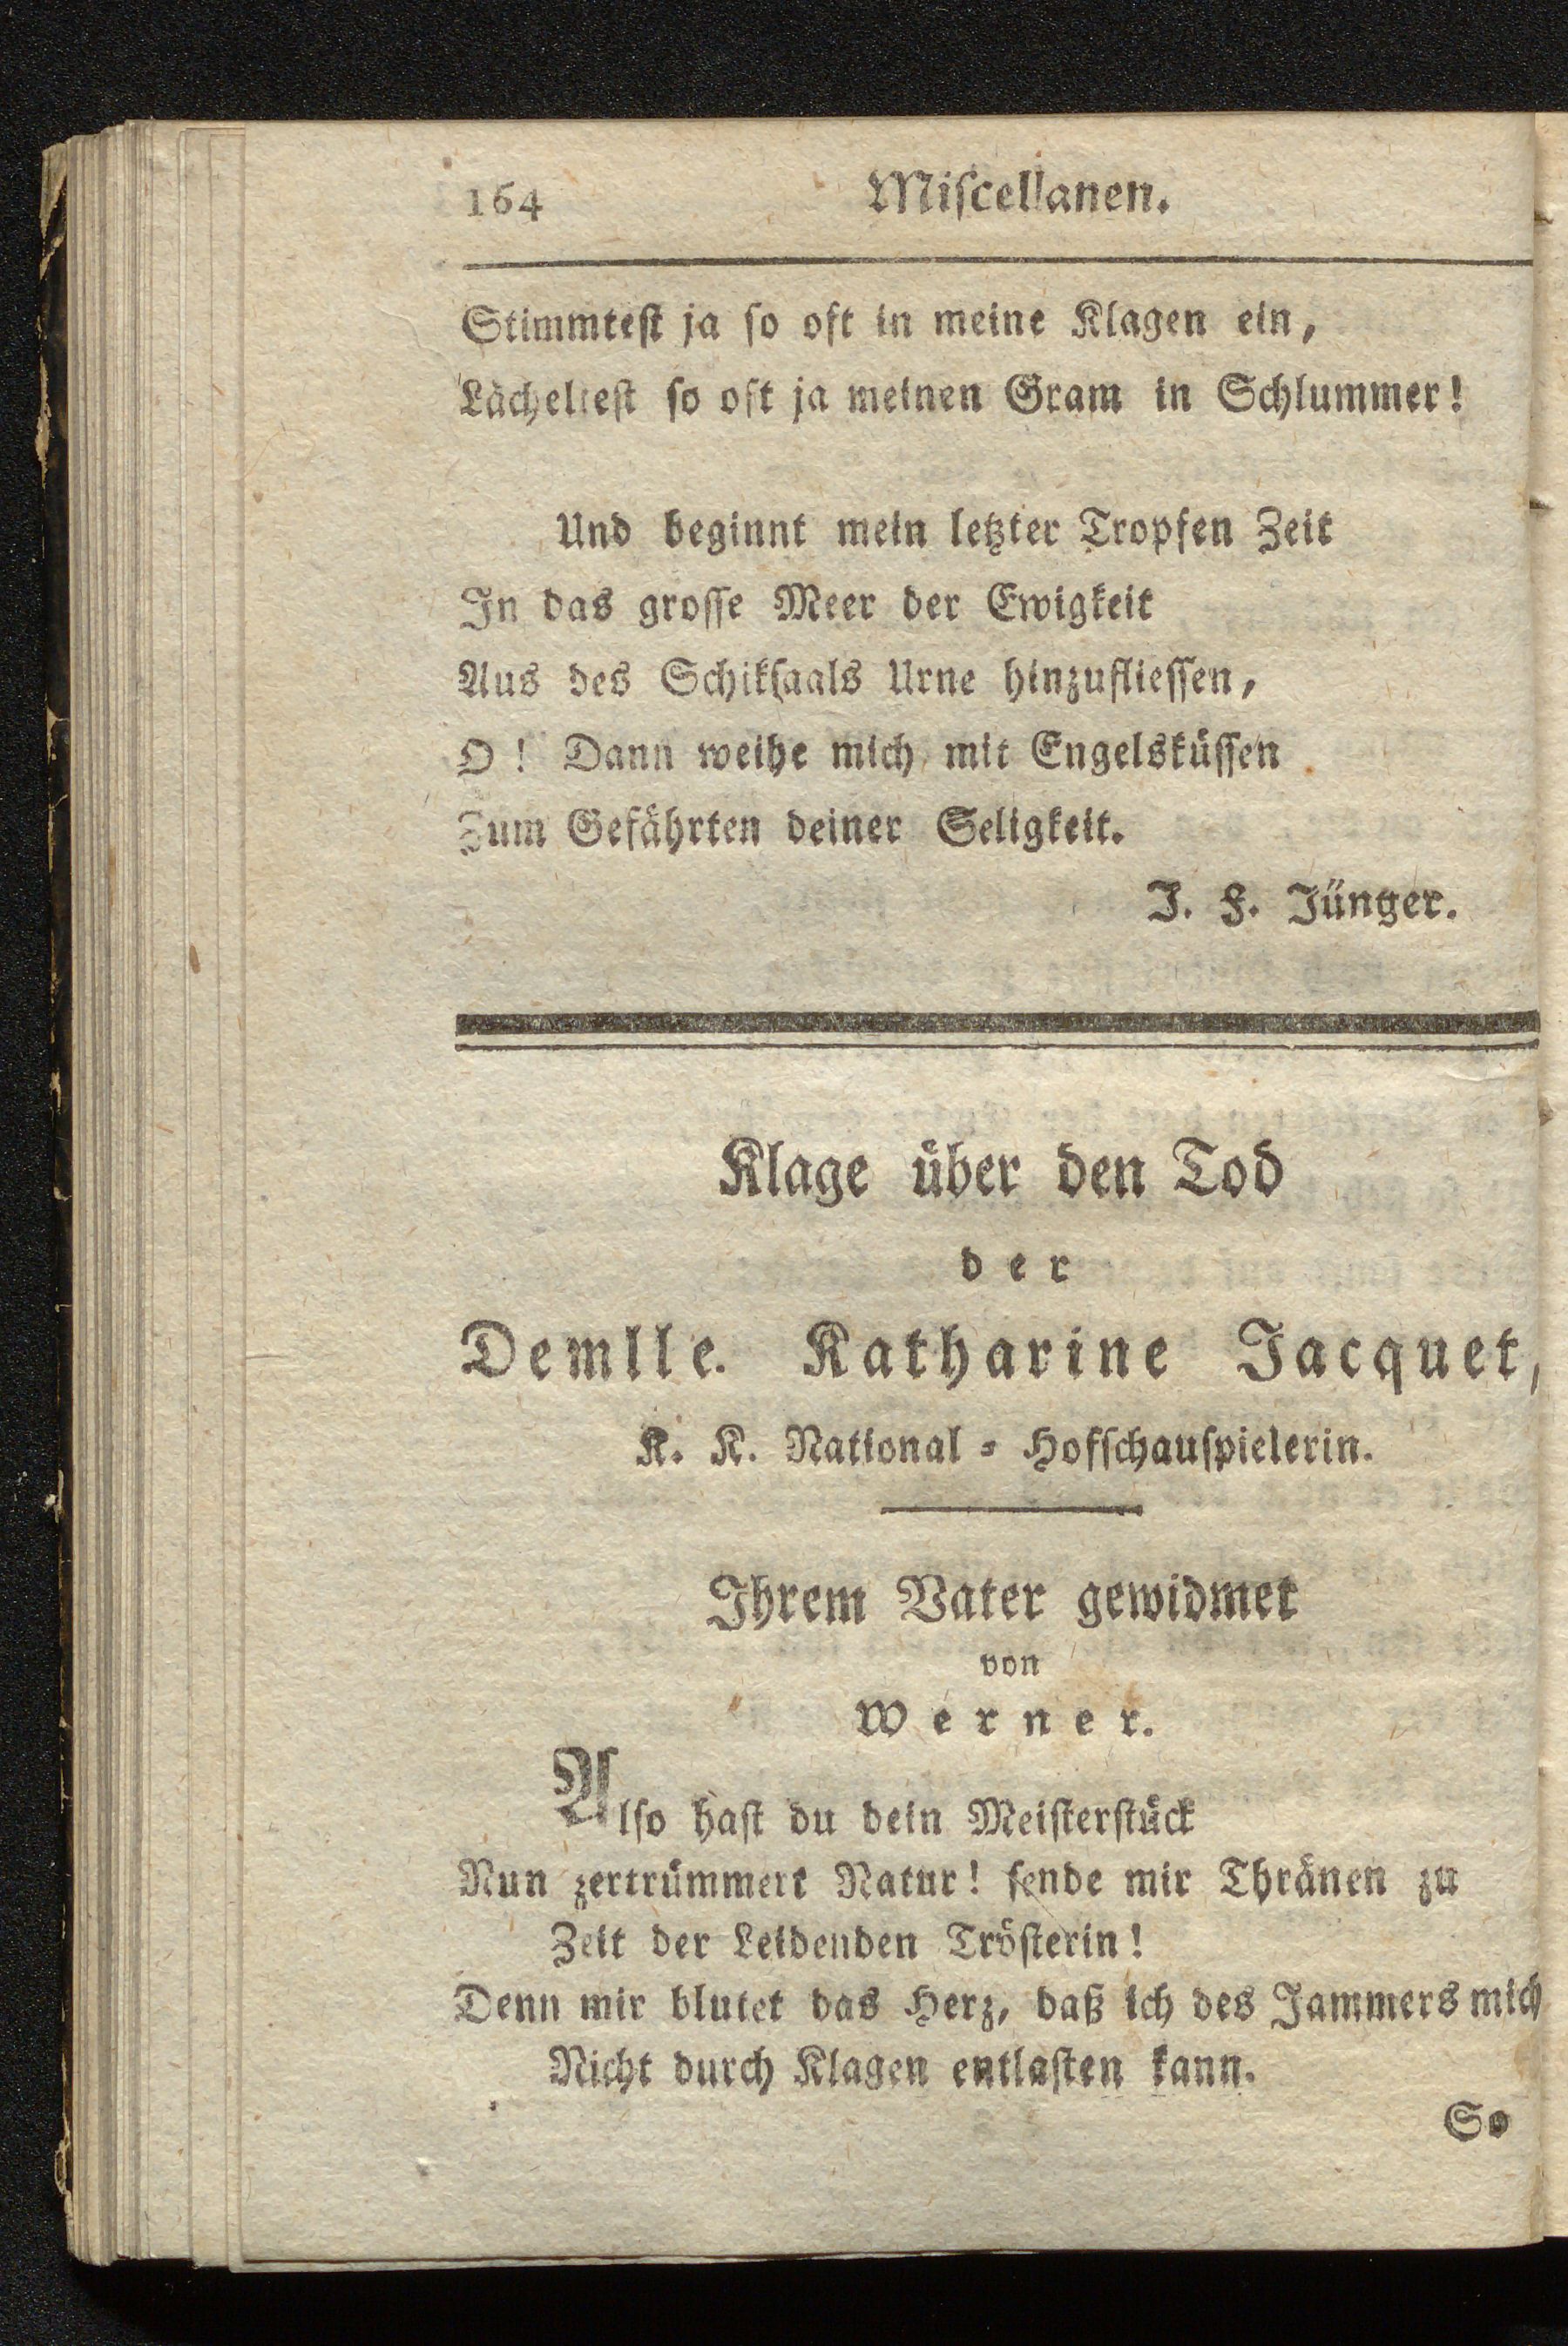 164 Miſcellanen.
Stimmteſt ja ſo oft in meine Klagen ein,
Lächelteſt ſo oft ja meinen Gram in Schlummer!
Und beginnt mein letzter Tropfen Zeit
In das groſſe Meer der Ewigkeit
Aus des Schikſaals Urne hinzuflieſſen,
O! Dann weihe mich mit Engelsküſſen
Zum Gefährten deiner Seligkeit.
J. F. Jünger.
Klage über den Tod
der
Demlle. Katharine Jacquet,
K. K. National-Hofſchauſpielerin.
Ihrem Vater gewidmet
von
Werner.
Alſo haſt du dein Meiſterſtück
Nun zertrümmert Natur! ſende mir Thränen zu
Zeit der Leidenden Tröſterin!
Denn mir blutet das Herz, daß ich des Jammers mich
Nicht durch Klagen entlaſten kann.
So